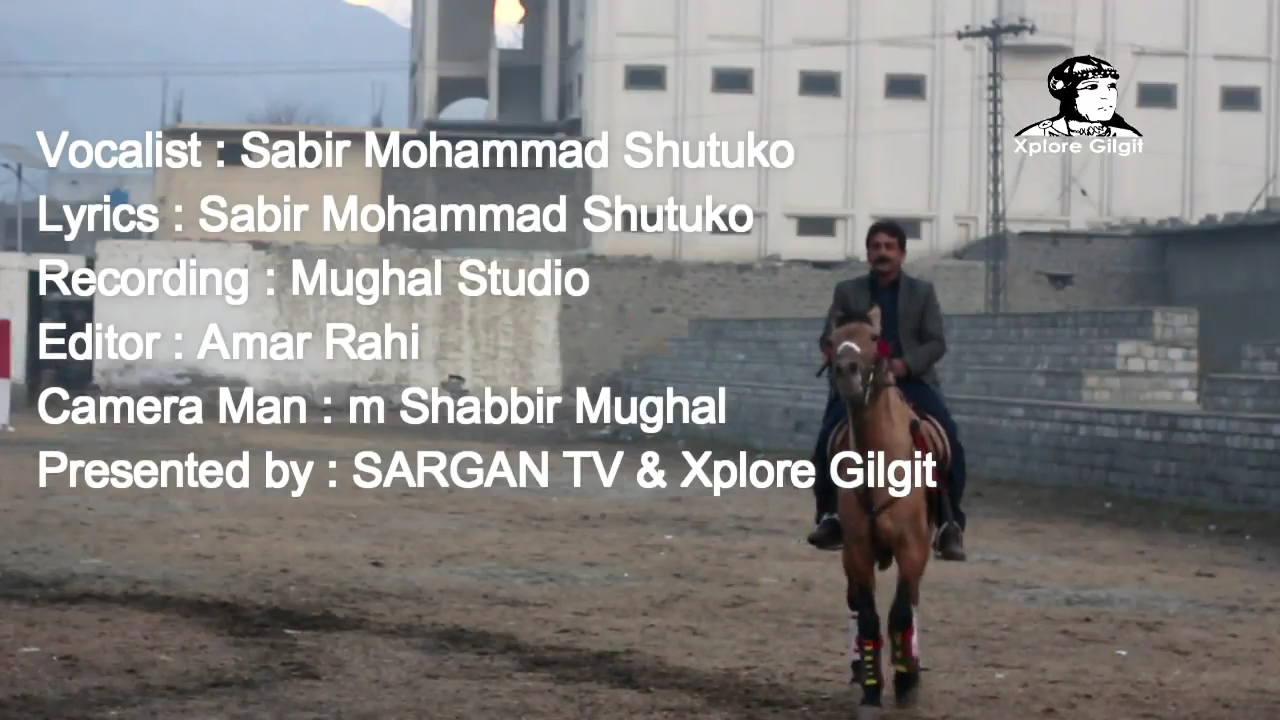 Vocalist : Sabir Mohammad Shutuko
Lyrics : Sabir Mohammad Shutuko
Recording : Mughal Studio
Editor : Amar Rahi
Camera Man : m Shabbir Mughal
Presented by : SARGAN TV & Xplore Gilgit
Xplore Gilgit